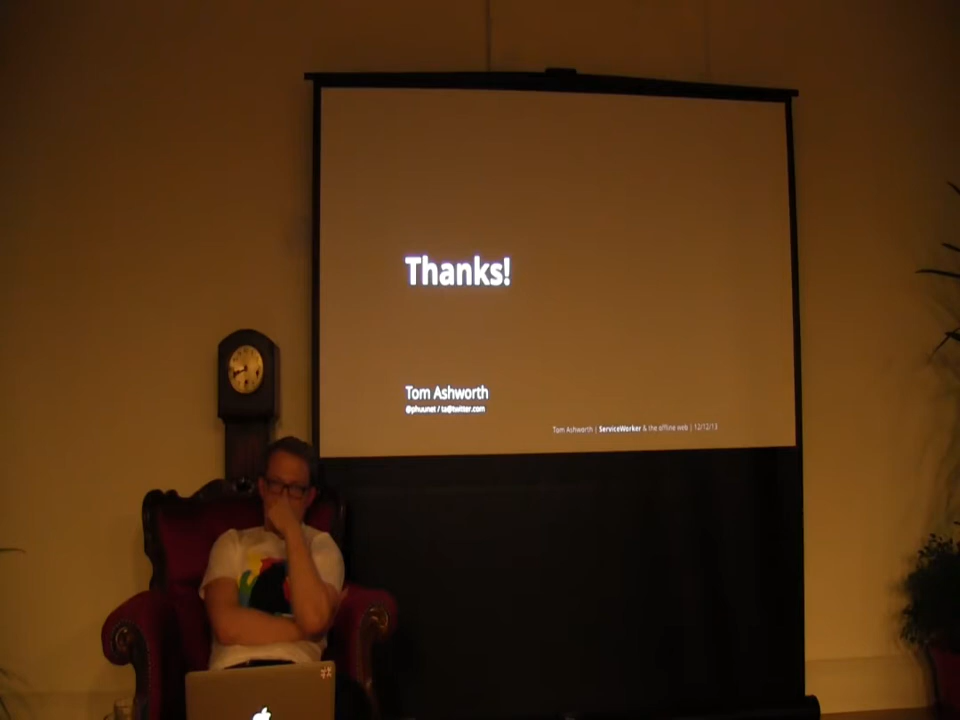 Thanks!
Tom Ashworth
@phuunet / ta@twitter.com
Tom Ashworth | ServiceWorker & the offline web | 12/12/13